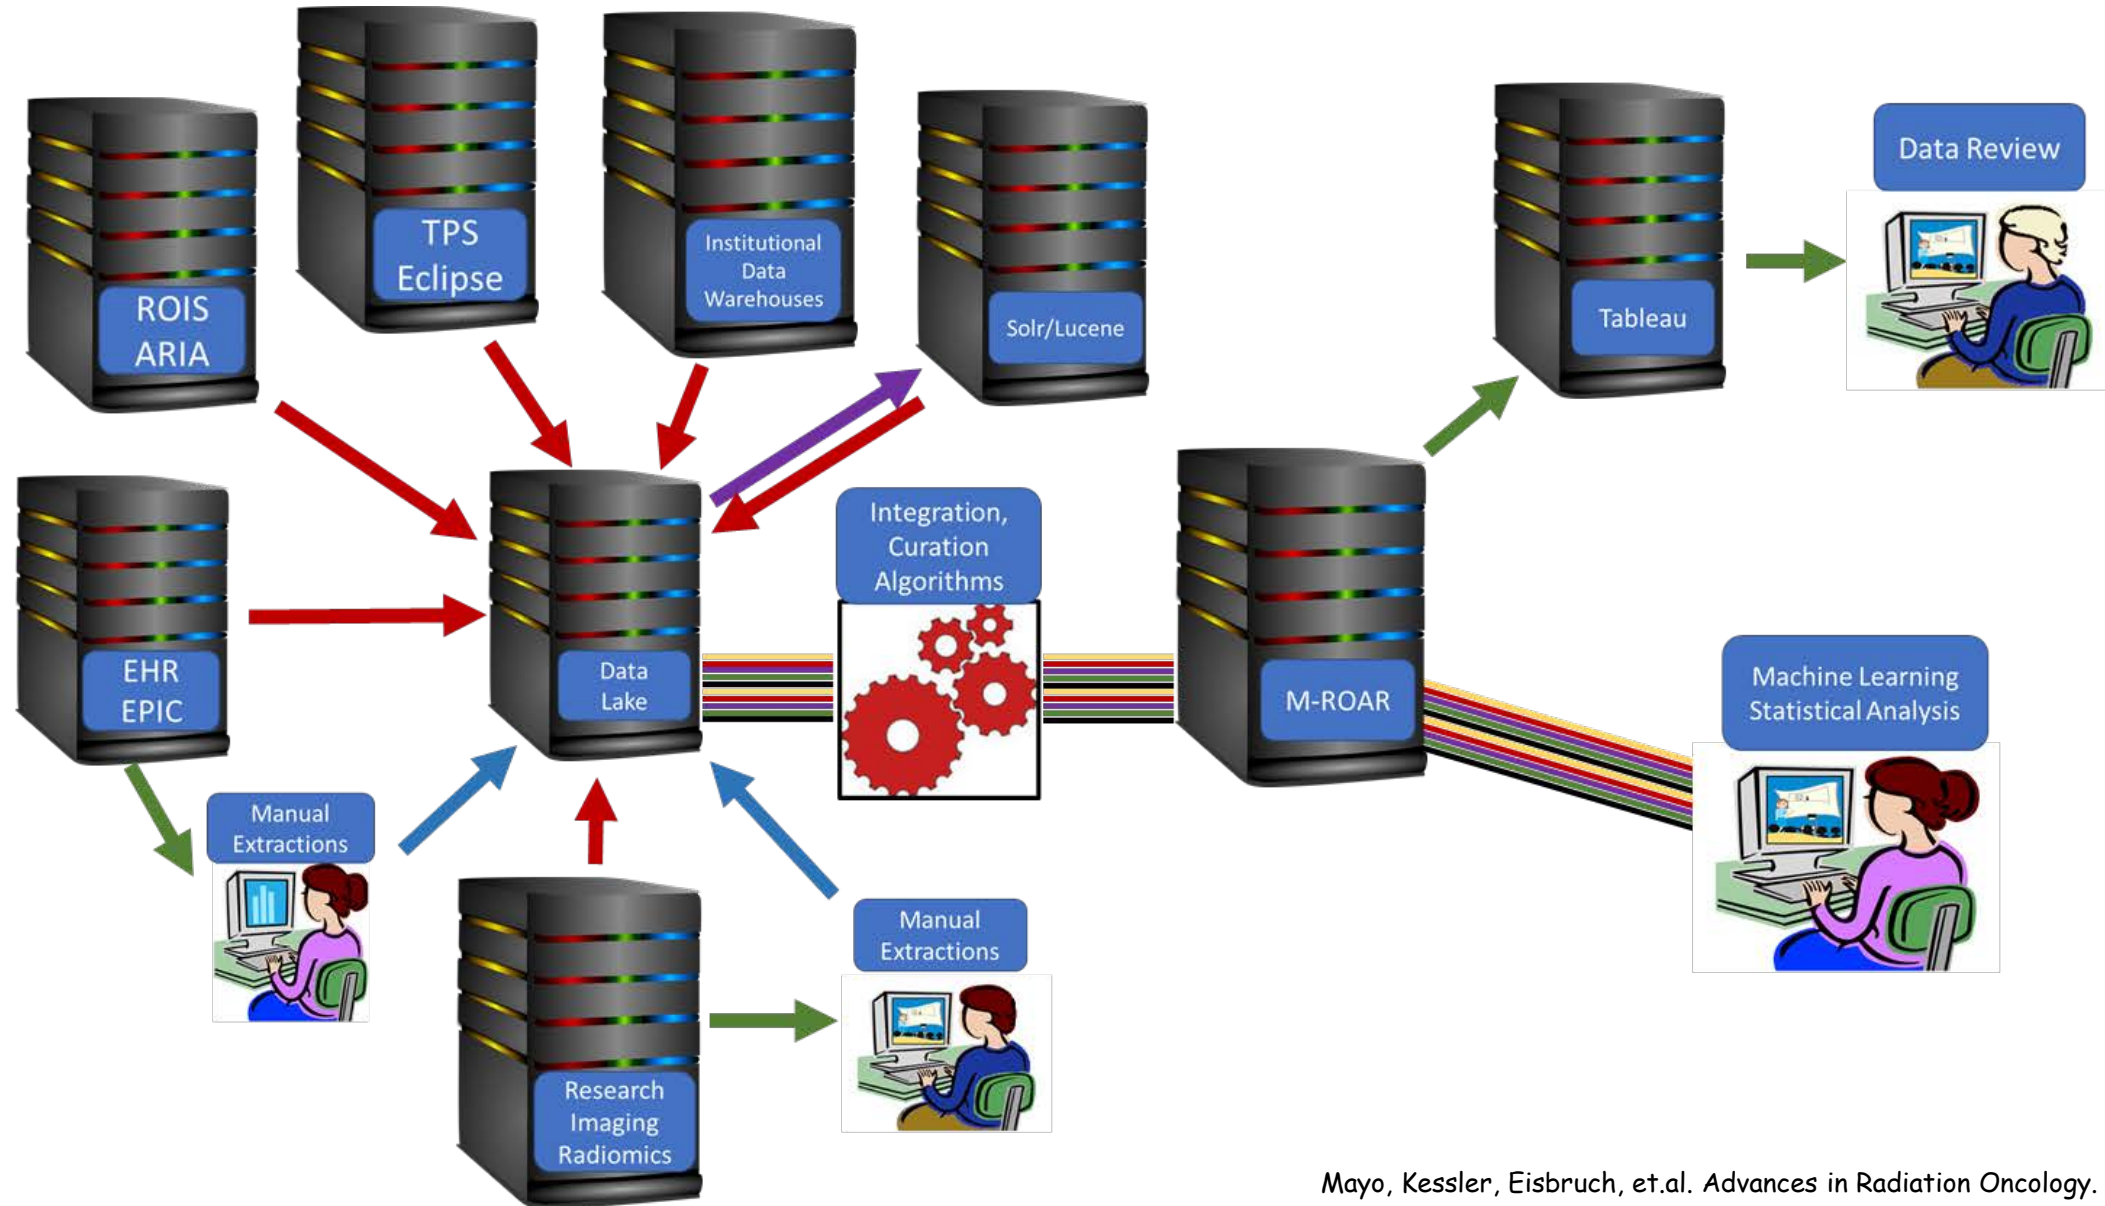 TPS
Eclipse
Institutional
Data
Warehouses
ROIS
ARIA
Solr/Lucene
Tableau
Data Review
Integration,
Curation
Algorithms
EHR
EPIC
Data
Lake
M-ROAR
Machine Learning
Statistical Analysis
Manual
Extractions
Manual
Extractions
Research
Imaging
Radiomics
Mayo, Kessler, Eisbruch, et.al. Advances in Radiation Oncology.